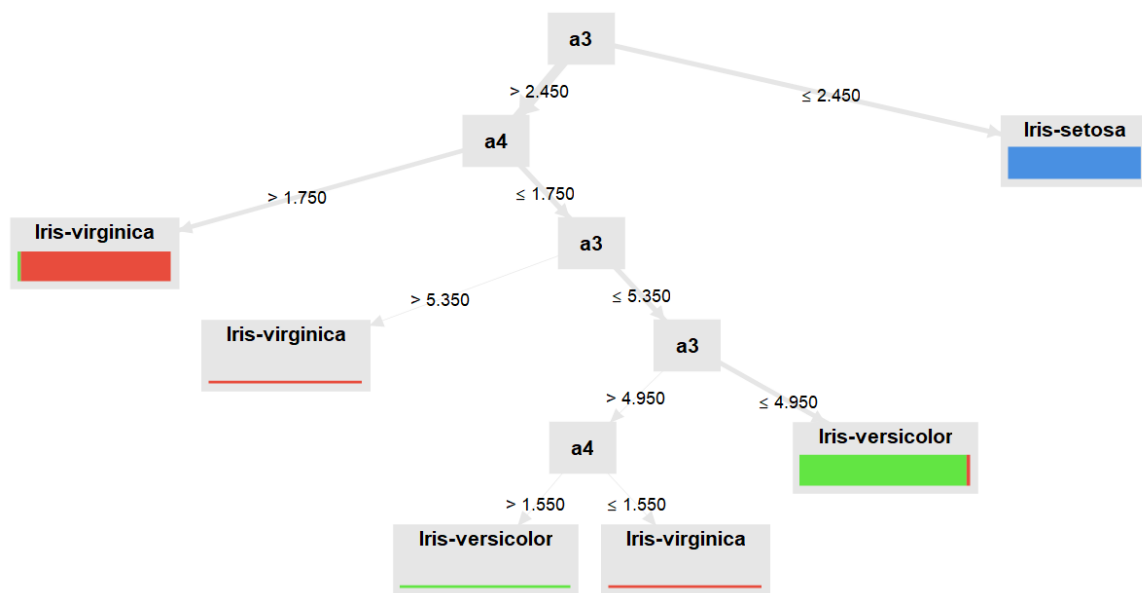 a3
> 2.450
≤ 2.450
a4
Iris-setosa
> 1.750
≤ 1.750
Iris-virginica
a3
> 5.350
≤ 5.350
Iris-virginica
a3
> 4.950
≤ 4.950
a4
Iris-versicolor
> 1.550
≤ 1.550
Iris-versicolor
Iris-virginica